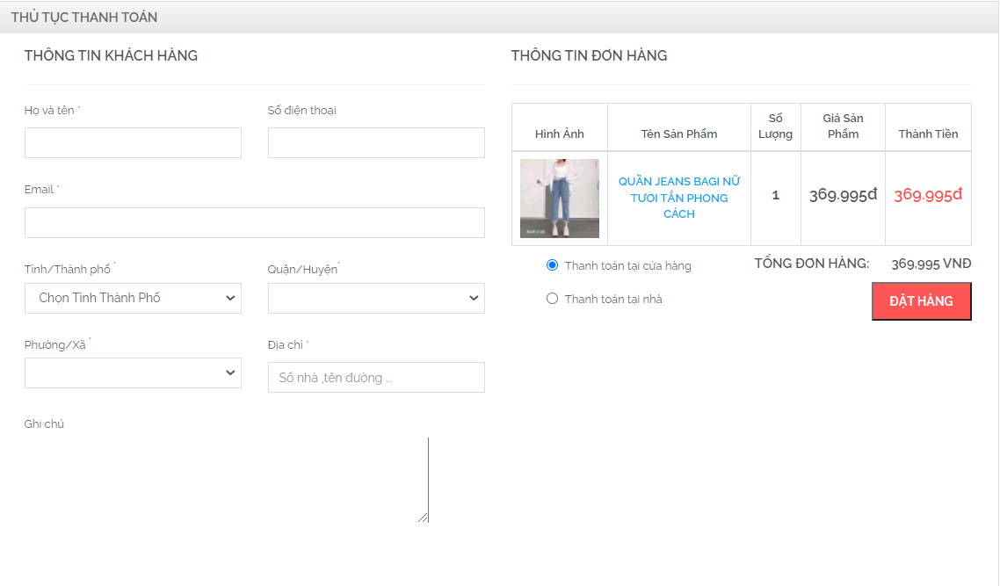 THỦ TỤC THANH TOÁN
THÔNG TIN KHÁCH HÀNG
Họ và tên *
Số điện thoại
Email *
Tỉnh/Thành phố *
Quận/Huyện *
Chọn Tỉnh Thành Phố
Phường/Xã *
Địa chỉ *
Số nhà ,tên đường ...
Ghi chú
THÔNG TIN ĐƠN HÀNG
Hình Ảnh
Tên Sản Phẩm
Số
Lượng
Giá Sản
Phẩm
Thành Tiền
QUẦN JEANS BAGI NỮ
TƯƠI TẮN PHONG
CÁCH
1
369.995đ
369.995đ
Thanh toán tại cửa hàng
TỔNG ĐƠN HÀNG: 369,995 VNĐ
Thanh toán tại nhà
ĐẶT HÀNG